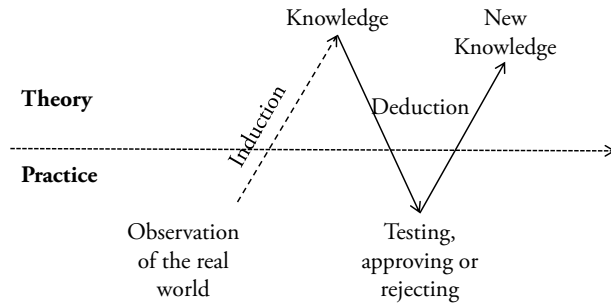 Knowledge
New
Knowledge
Theory
Induction
Deduction
Practice
Observation
of the real
world
Testing,
approving or
rejecting